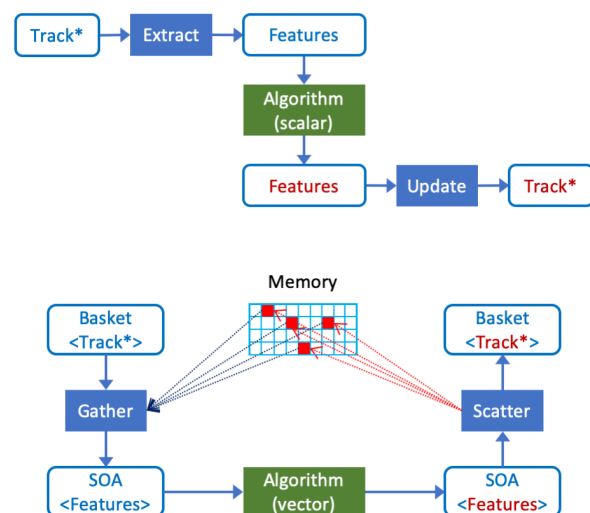 Track* Extract Features
Algorithm
(scalar)
Features Update Track*
Memory
Basket
<Track*>
Basket
<Track*>
Gather
Scatter
SOA
<Features>
Algorithm
(vector)
SOA
<Features>